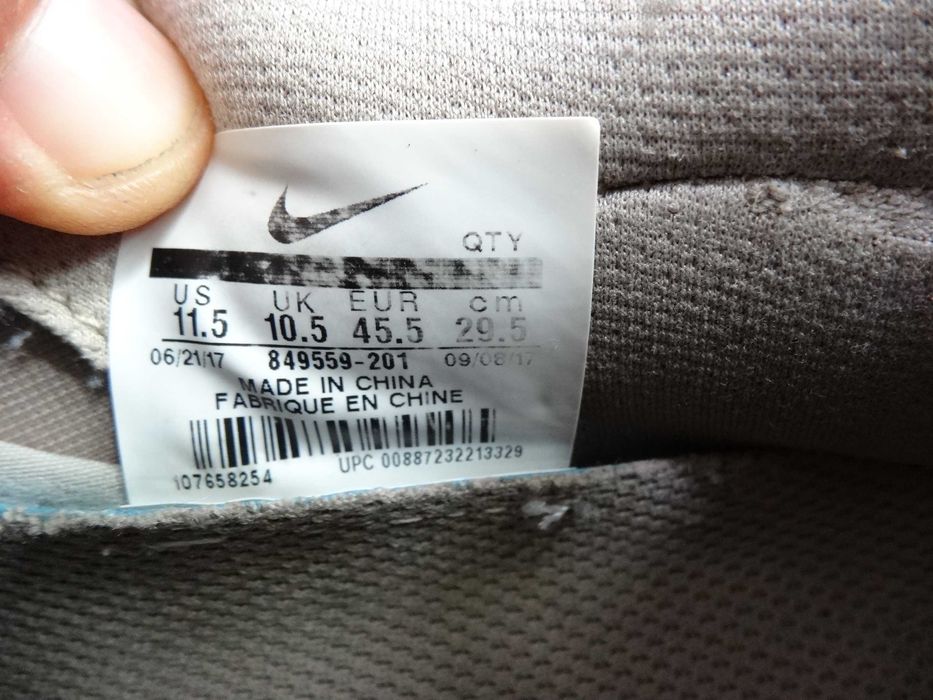 QTY
US UK EUR cm
11.5 10.5 45.5 29.5
06/21/17 849559-201 09/08/17
MADE IN CHINA
FABRIQUE EN CHINE
UPC 00887232213329
107658254